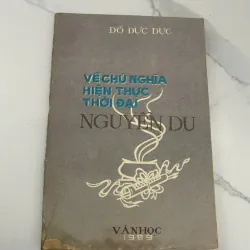 ĐỖ ĐỨC DỤC
VỀ CHỦ NGHĨA
HIỆN THỰC
THỜI ĐẠI
NGUYỄN DU
VĂN HỌC
1989